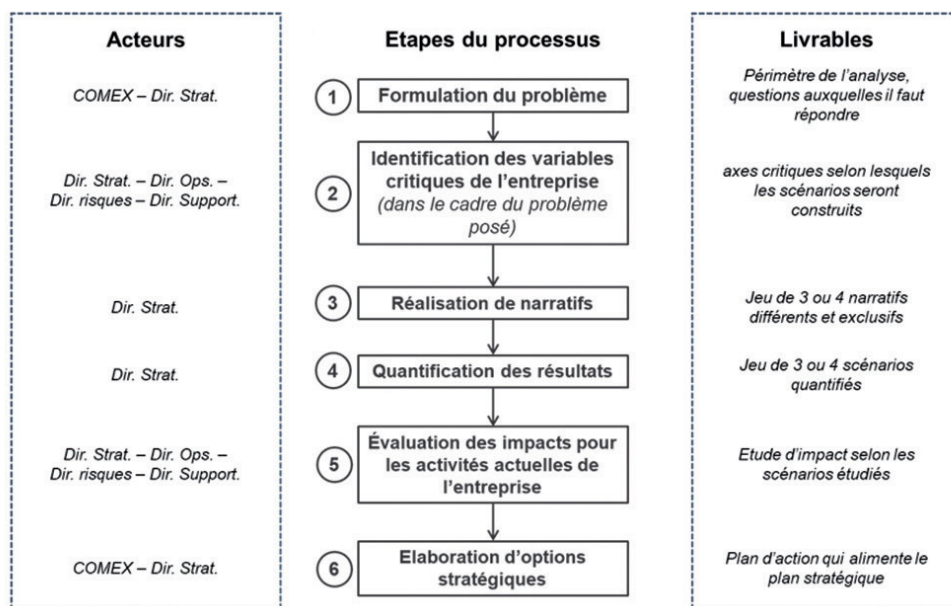 Acteurs
Etapes du processus
Livrables
COMEX – Dir. Strat.
1
Formulation du problème
Périmètre de l’analyse,
questions auxquelles il faut
répondre
Dir. Strat. – Dir. Ops. –
Dir. risques – Dir. Support.
2
Identification des variables
critiques de l’entreprise
(dans le cadre du problème
posé)
axes critiques selon lesquels
les scénarios seront
construits
Dir. Strat.
3
Réalisation de narratifs
Jeu de 3 ou 4 narratifs
différents et exclusifs
Dir. Strat.
4
Quantification des résultats
Jeu de 3 ou 4 scénarios
quantifiés
Dir. Strat. – Dir. Ops. –
Dir. risques – Dir. Support.
5
Évaluation des impacts pour
les activités actuelles de
l’entreprise
Etude d’impact selon les
scénarios étudiés
COMEX – Dir. Strat.
6
Elaboration d’options
stratégiques
Plan d’action qui alimente le
plan stratégique